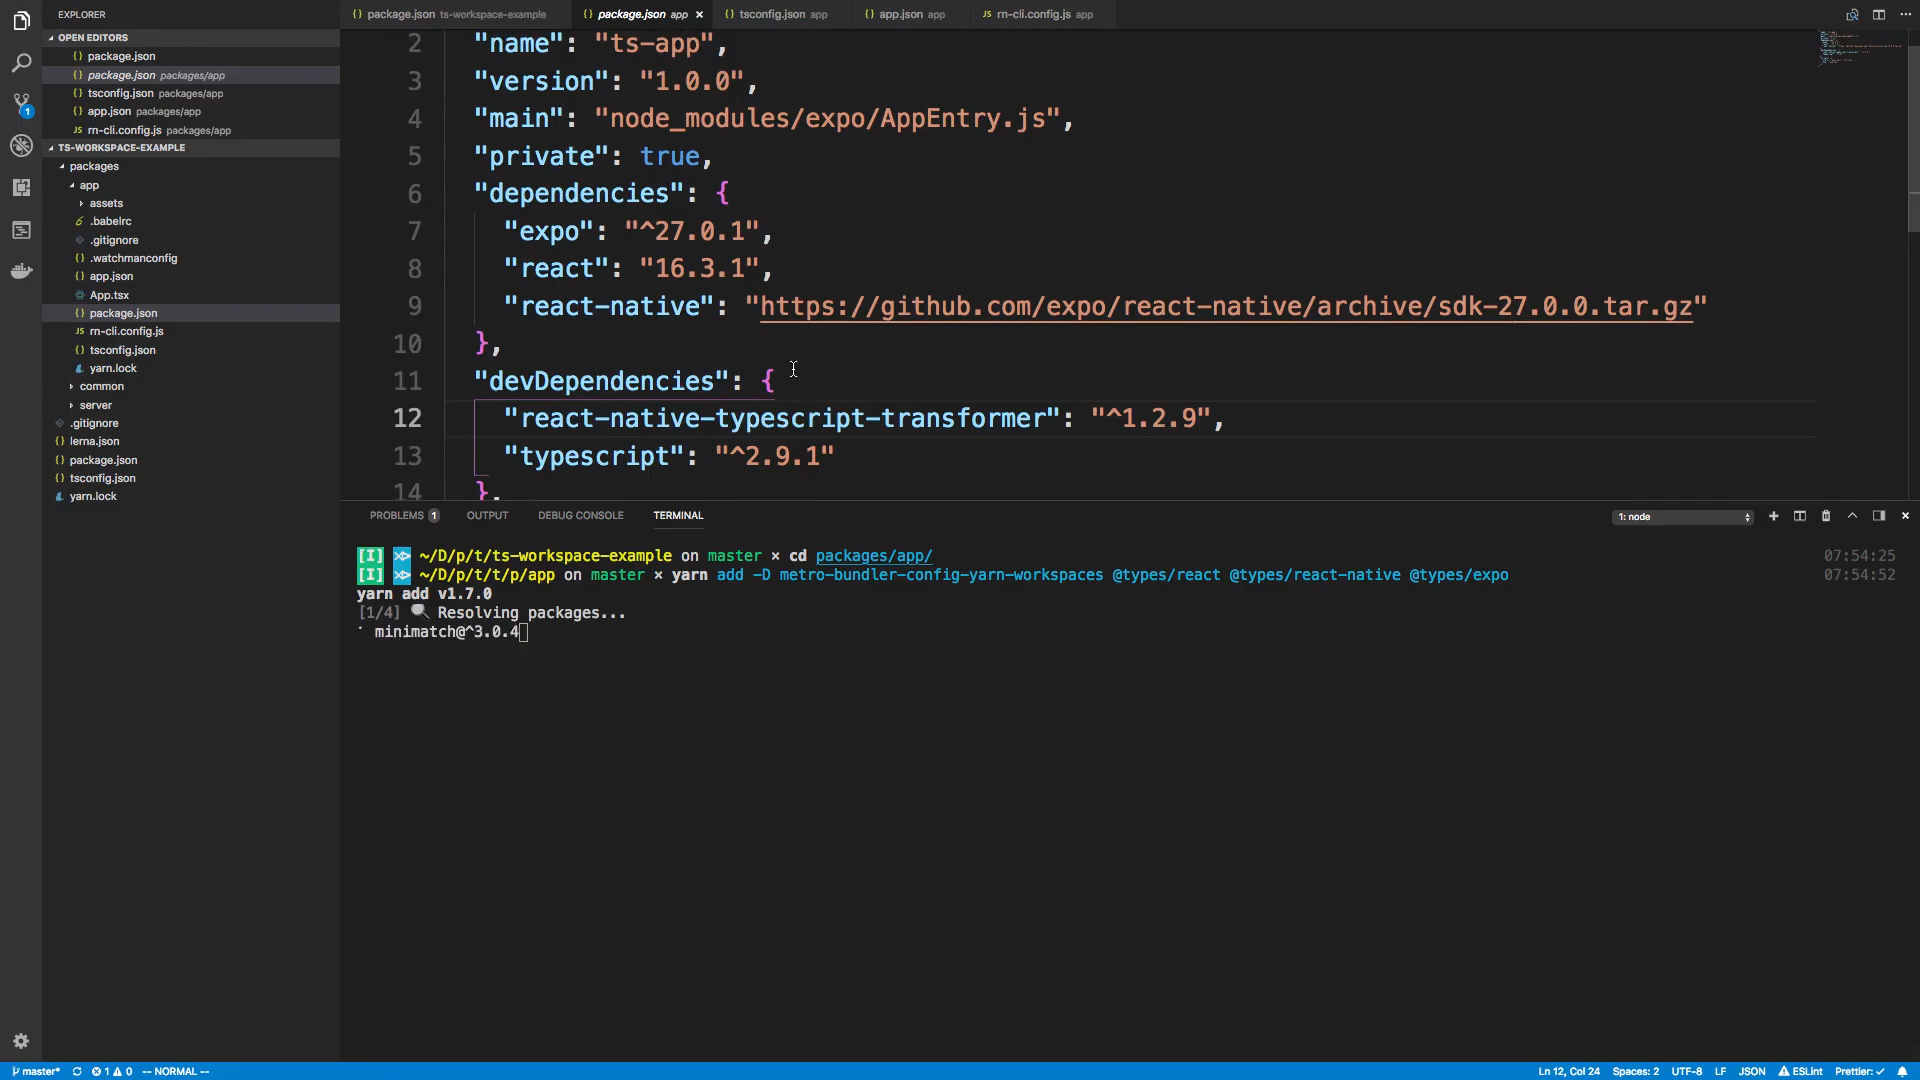 EXPLORER
OPEN EDITORS
package.json
package.json packages/app
tsconfig.json packages/app
app.json packages/app
JS rn-cli.config.js packages/app
TS-WORKSPACE-EXAMPLE
packages
app
assets
.babelrc
.gitignore
.watchmanconfig
app.json
App.tsx
package.json
JS rn-cli.config.js
tsconfig.json
yarn.lock
common
server
.gitignore
lerna.json
package.json
tsconfig.json
yarn.lock
1
package.json ts-workspace-example
package.json app ×
tsconfig.json app
app.json app
JS rn-cli.config.js app
2 "name": "ts-app",
3 "version": "1.0.0",
4 "main": "node_modules/expo/AppEntry.js",
5 "private": true,
6 "dependencies": {
7 "expo": "^27.0.1",
8 "react": "16.3.1",
9 "react-native": "https://github.com/expo/react-native/archive/sdk-27.0.0.tar.gz"
10 },
11 "devDependencies": {
12 "react-native-typescript-transformer": "^1.2.9",
13 "typescript": "^2.9.1"
14 },
PROBLEMS 1 OUTPUT DEBUG CONSOLE TERMINAL 1: node
[I] ~/D/p/t/ts-workspace-example on master × cd packages/app/ 07:54:25
[I] ~/D/p/t/t/p/app on master × yarn add -D metro-bundler-config-yarn-workspaces @types/react @types/react-native @types/expo 07:54:52
yarn add v1.7.0
[1/4] 🔍 Resolving packages...
⠁ minimatch@^3.0.4
master* 1 0 -- NORMAL -- Ln 12, Col 24 Spaces: 2 UTF-8 LF JSON ESLint Prettier: ✓